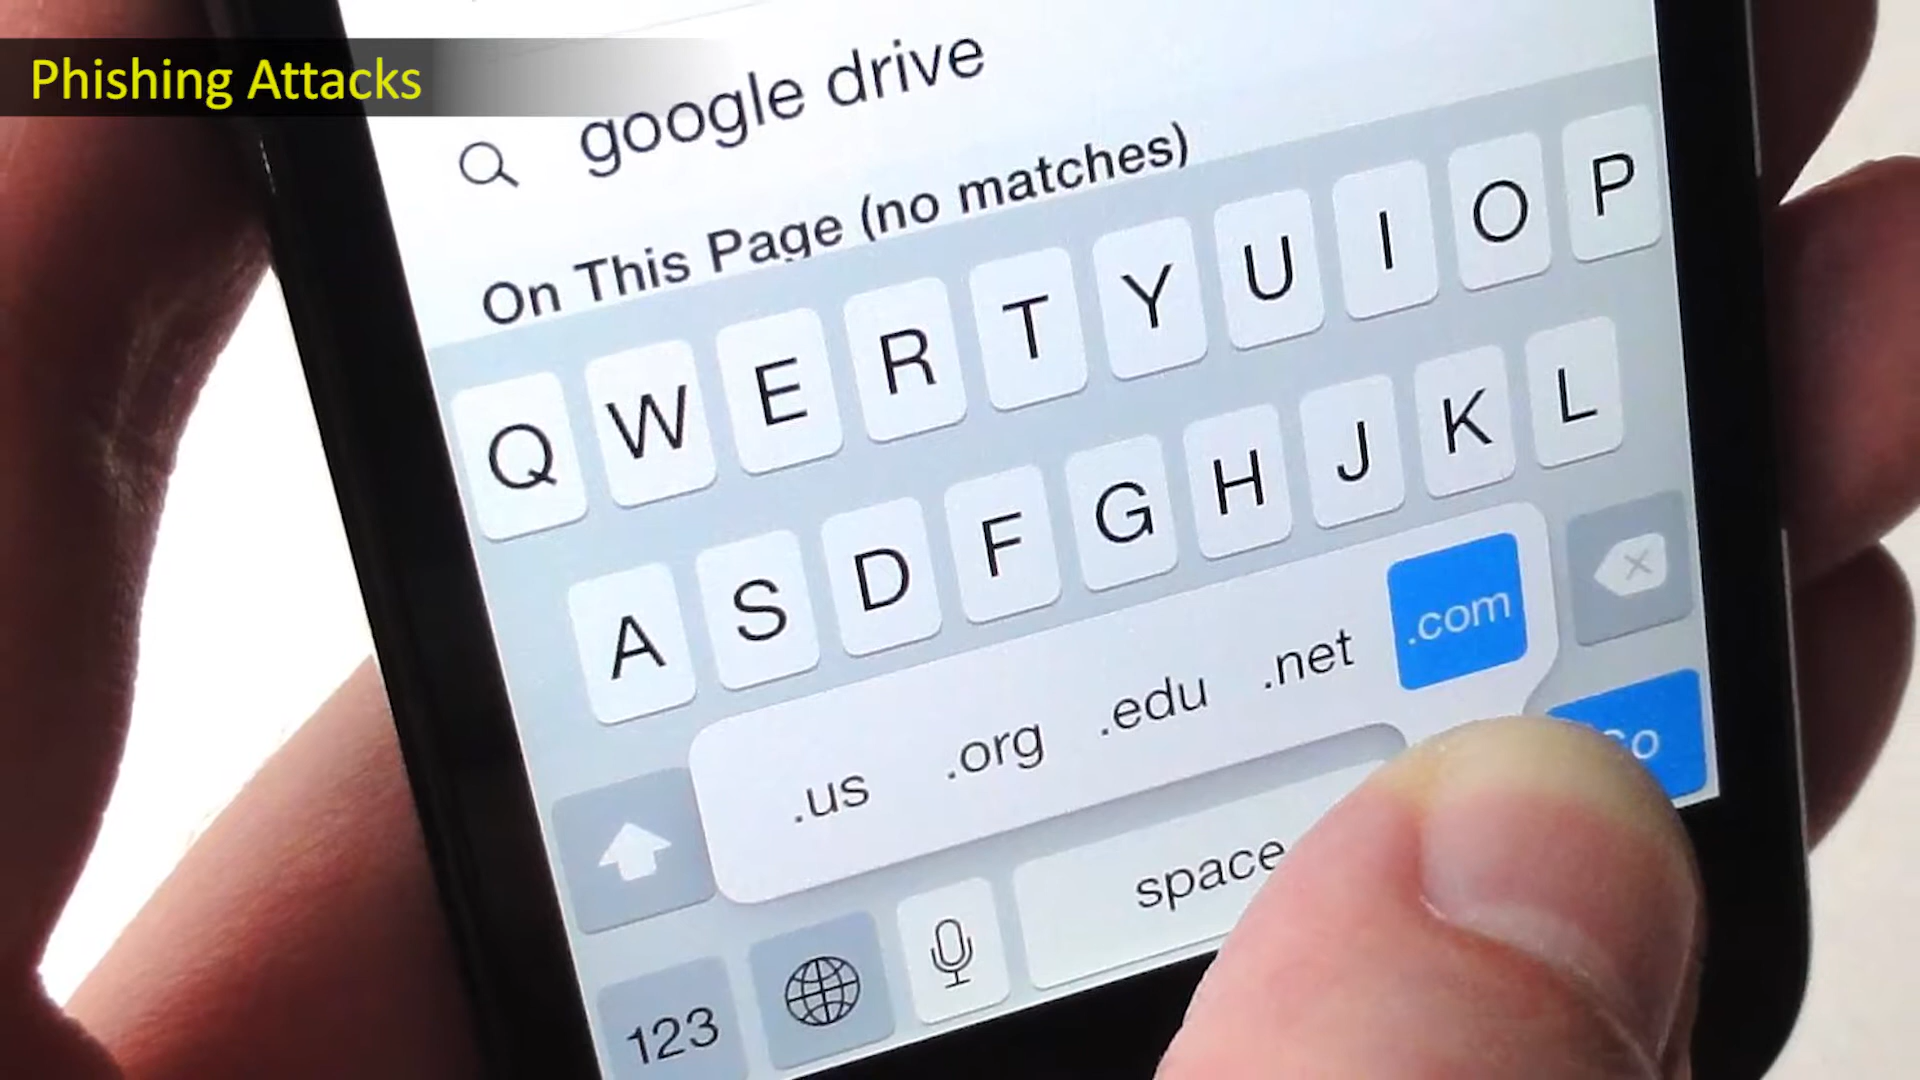 Phishing Attacks
google drive
On This Page (no matches)
Q W E R T Y U I O P
A S D F G H J K L
.us .org .edu .net .com
space
123